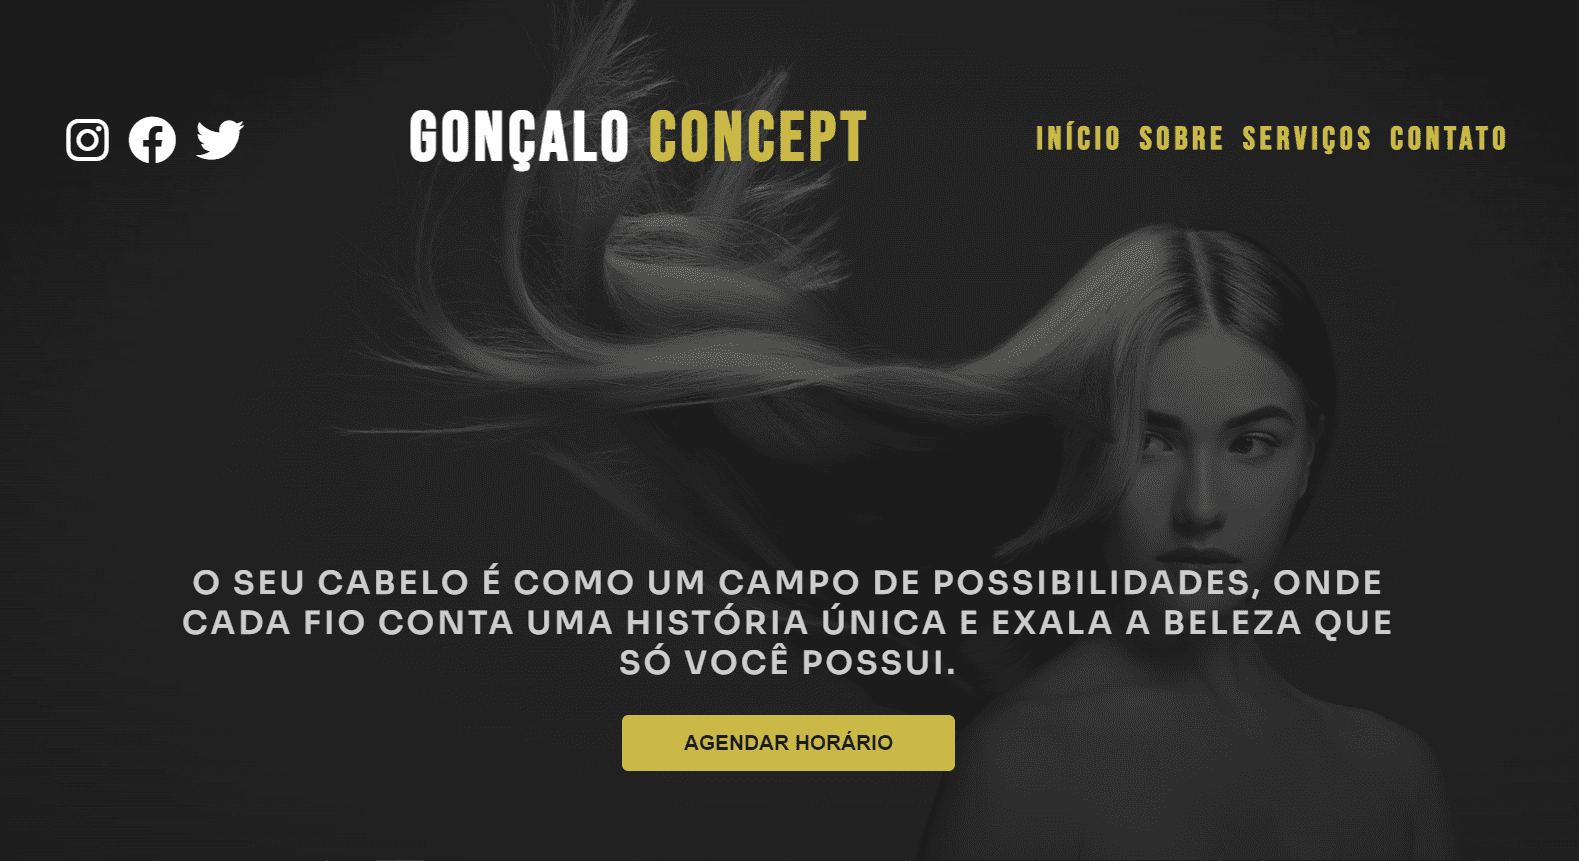 GONÇALO CONCEPT
INÍCIO SOBRE SERVIÇOS CONTATO
O SEU CABELO É COMO UM CAMPO DE POSSIBILIDADES, ONDE
CADA FIO CONTA UMA HISTÓRIA ÚNICA E EXALA A BELEZA QUE
SÓ VOCÊ POSSUI.
AGENDAR HORÁRIO